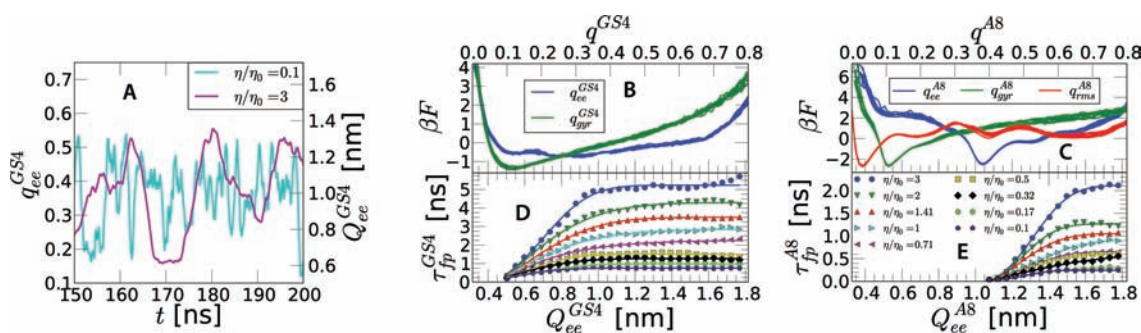 A
η/η₀ =0.1
η/η₀ =3
q_ee^GS4
0.7
0.6
0.5
0.4
0.3
0.2
0.1
1.6
1.4
1.2
1.0
0.8
0.6
Q_ee^GS4 [nm]
150 160 170 180 190 200
t [ns]
q^GS4
0.0 0.1 0.2 0.3 0.4 0.5 0.6 0.7 0.8
B
q_ee^GS4
q_gyr^GS4
βF
4
3
2
1
0
−1
D
τ_fp^GS4 [ns]
5
4
3
2
1
0
0.4 0.6 0.8 1.0 1.2 1.4 1.6 1.8
Q_ee^GS4 [nm]
q^A8
0.0 0.1 0.2 0.3 0.4 0.5 0.6 0.7 0.8
q_ee^A8 q_gyr^A8 q_rms^A8
C
βF
6
4
2
0
−2
η/η₀ =3 η/η₀ =0.5
η/η₀ =2 η/η₀ =0.32
η/η₀ =1.41 η/η₀ =0.17
η/η₀ =1 η/η₀ =0.1
η/η₀ =0.71
E
τ_fp^A8 [ns]
2.0
1.5
1.0
0.5
0.0
0.4 0.6 0.8 1.0 1.2 1.4 1.6 1.8
Q_ee^A8 [nm]